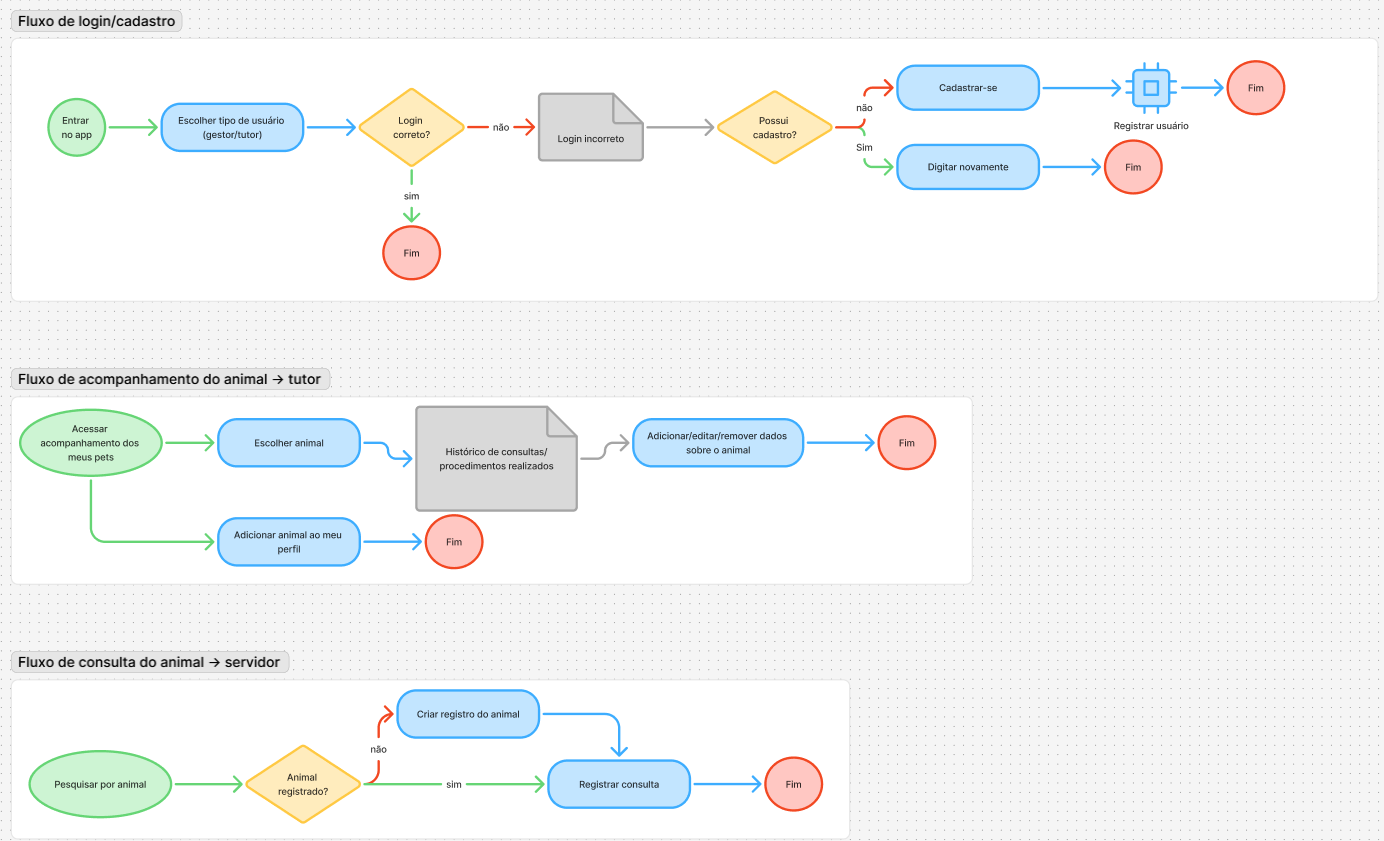 Fluxo de login/cadastro
Entrar
no app
Escolher tipo de usuário
(gestor/tutor)
Login
correto?
não
Login incorreto
Possui
cadastro?
não
Cadastrar-se
Registrar usuário
Fim
Sim
Digitar novamente
Fim
sim
Fim
Fluxo de acompanhamento do animal → tutor
Acessar
acompanhamento dos
meus pets
Escolher animal
Histórico de consultas/
procedimentos realizados
Adicionar/editar/remover dados
sobre o animal
Fim
Adicionar animal ao meu
perfil
Fim
Fluxo de consulta do animal → servidor
Pesquisar por animal
Animal
registrado?
não
Criar registro do animal
sim
Registrar consulta
Fim